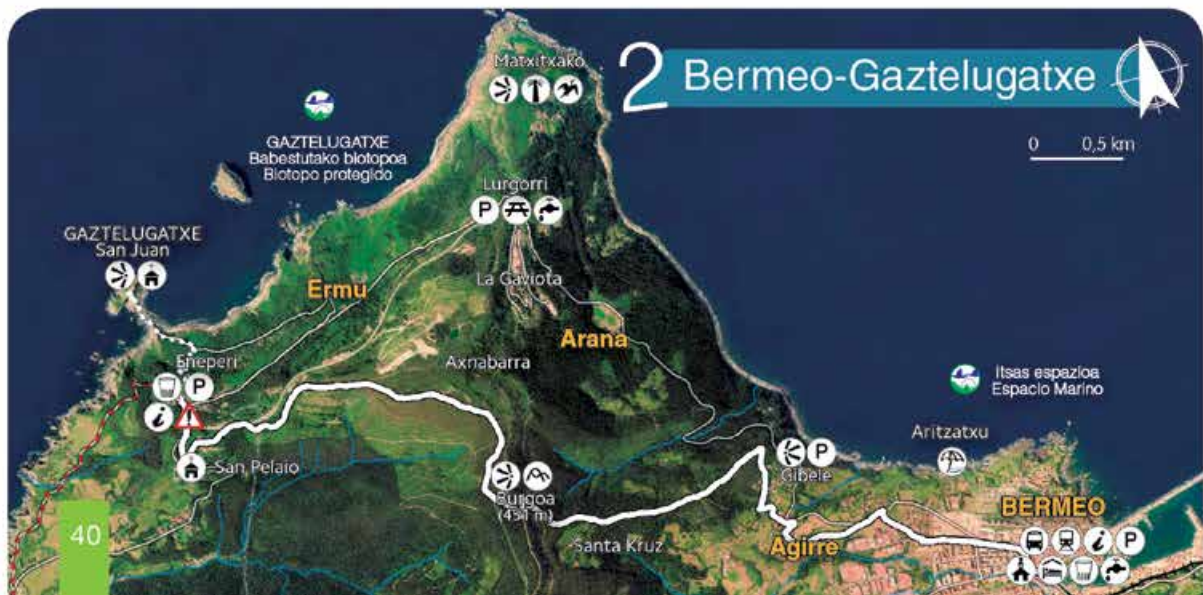 2 Bermeo-Gaztelugatxe
0 0,5 km
Matxitxako
GAZTELUGATXE
Babestutako biotopoa
Biotopo protegido
Lurgorri
P
GAZTELUGATXE
San Juan
La Gaviota
Ermu
Arana
Axnabarra
Eneperi
P
i
San Pelaio
Itsas espazioa
Espacio Marino
Aritzatxu
P
Gibele
Burgoa
(451 m)
Santa Kruz
Agirre
BERMEO
i P
40